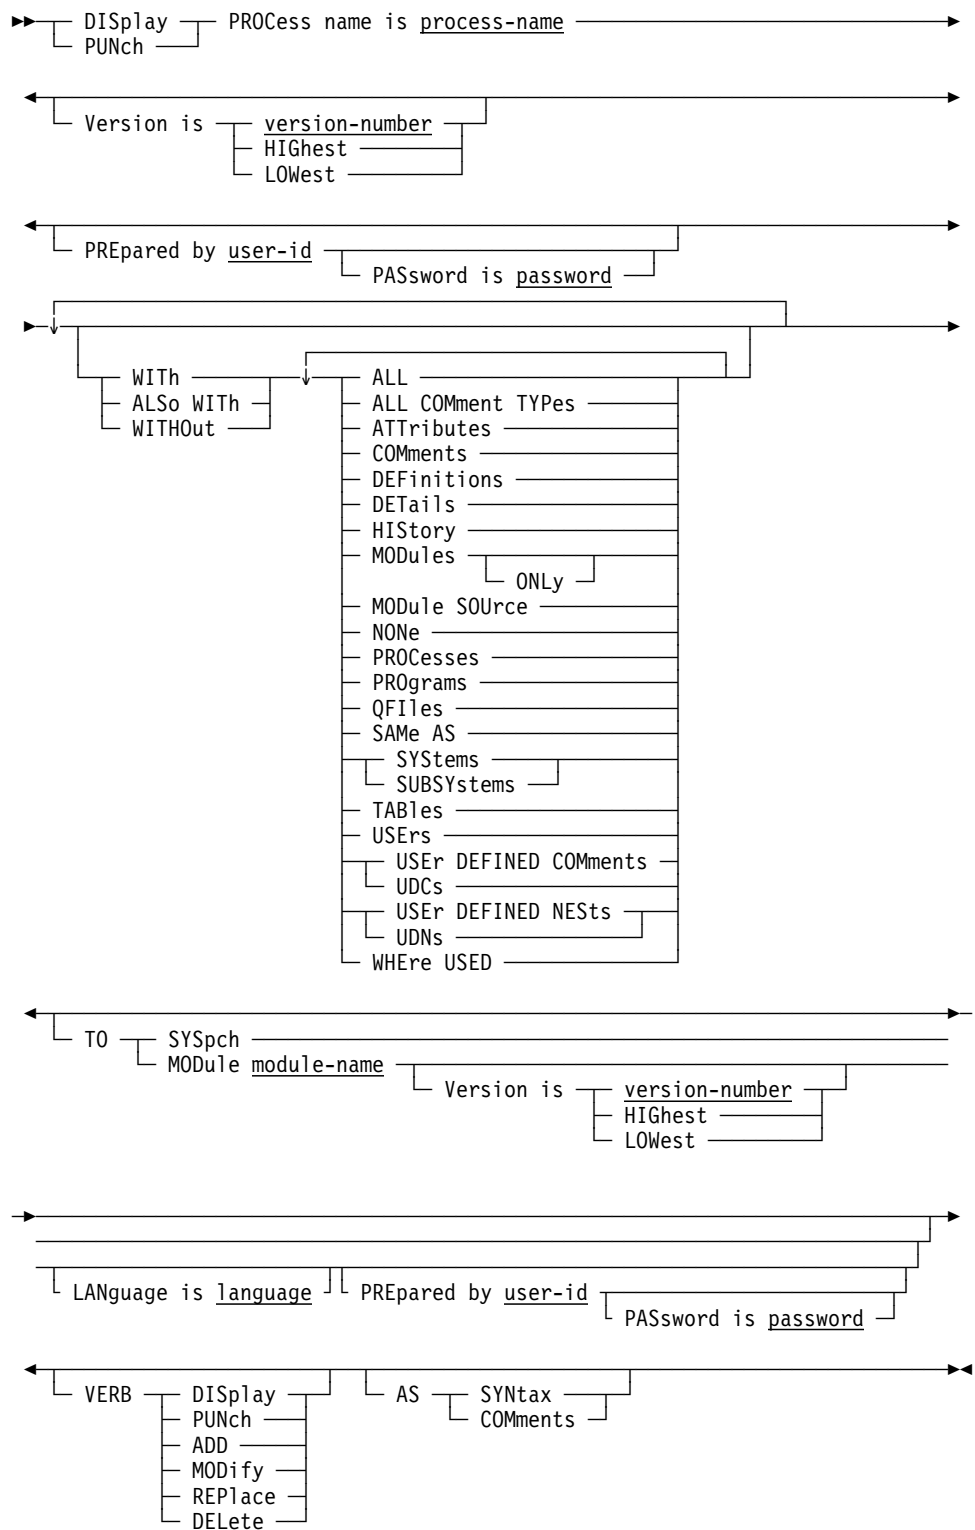 DISplay PROCess name is process-name
PUNch
Version is version-number
HIGhest
LOWest
PREpared by user-id
PASsword is password
WITh ALL
ALSo WITh ALL COMment TYPes
WITHOut ATTributes
COMments
DEFinitions
DETails
HIStory
MODules
ONLy
MODule SOUrce
NONe
PROCesses
PROgrams
QFIles
SAMe AS
SYStems
SUBSYstems
TABles
USErs
USEr DEFINED COMments
UDCs
USEr DEFINED NESts
UDNs
WHEre USED
TO SYSpch
MODule module-name
Version is version-number
HIGhest
LOWest
LANguage is language PREpared by user-id
PASsword is password
VERB DISplay AS SYNtax
PUNch COMments
ADD
MODify
REPlace
DELete